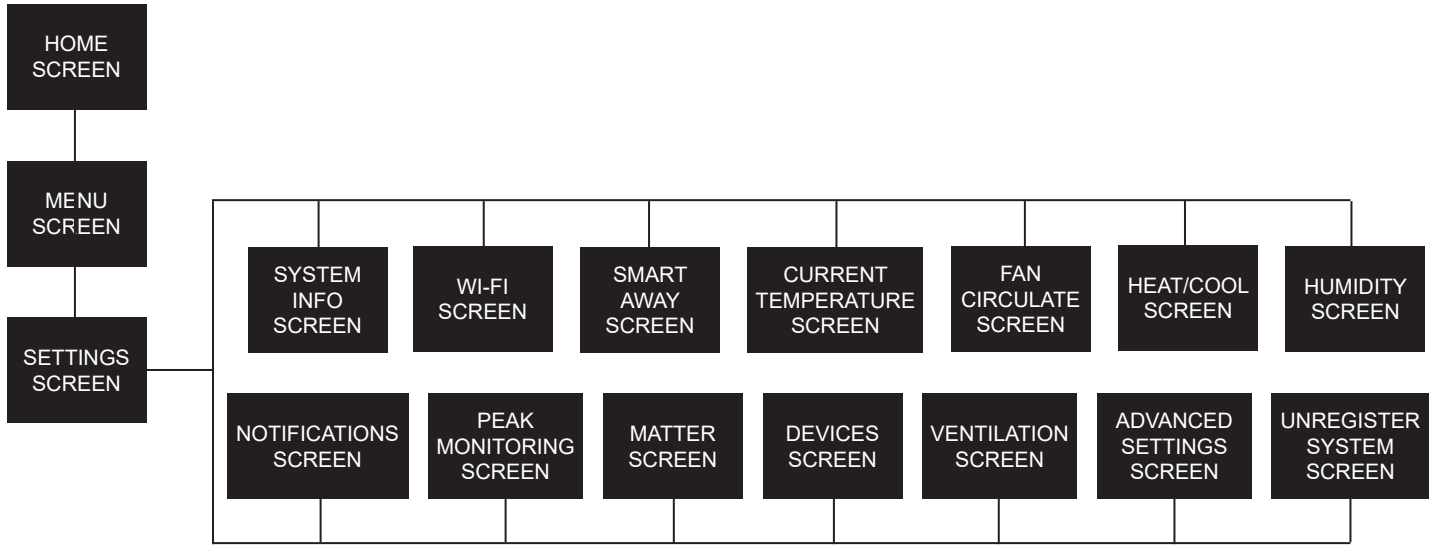 HOME
SCREEN
MENU
SCREEN
SETTINGS
SCREEN
SYSTEM
INFO
SCREEN
WI-FI
SCREEN
SMART
AWAY
SCREEN
CURRENT
TEMPERATURE
SCREEN
FAN
CIRCULATE
SCREEN
HEAT/COOL
SCREEN
HUMIDITY
SCREEN
NOTIFICATIONS
SCREEN
PEAK
MONITORING
SCREEN
MATTER
SCREEN
DEVICES
SCREEN
VENTILATION
SCREEN
ADVANCED
SETTINGS
SCREEN
UNREGISTER
SYSTEM
SCREEN